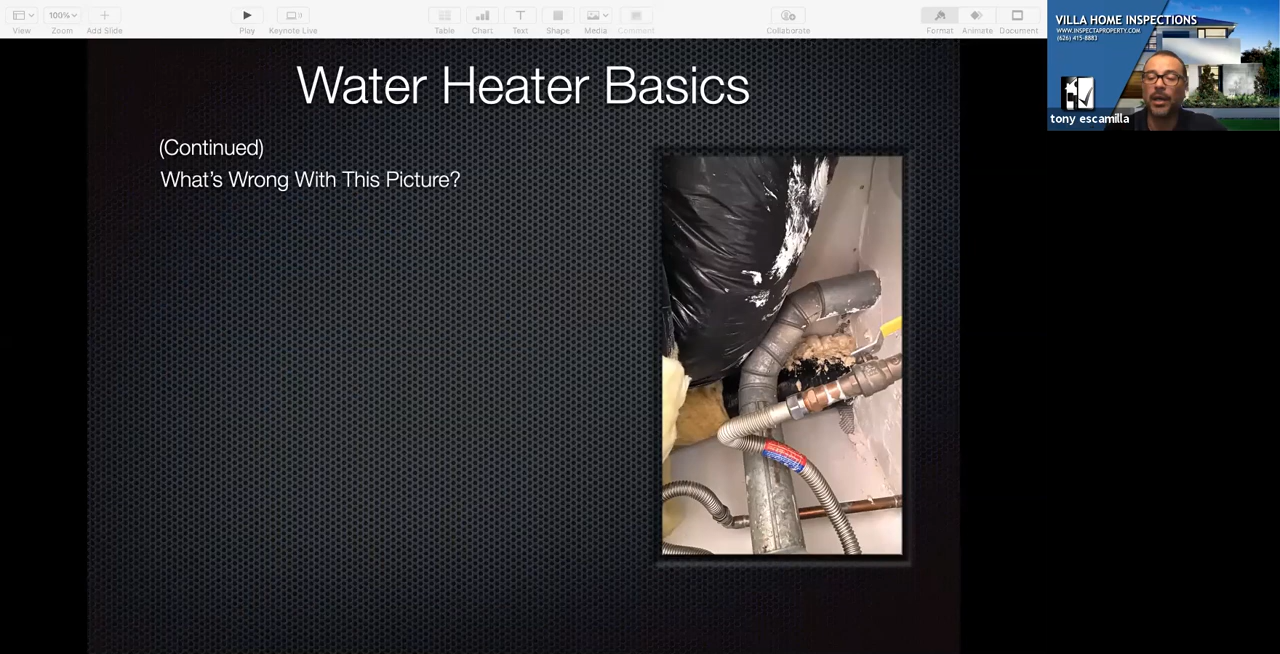 100%
View
Zoom
Add Slide
Play
Keynote Live
Table
Chart
Text
Shape
Media
Comment
Collaborate
Format
Animate
Document
VILLA HOME INSPECTIONS
WWW.INSPECTAPROPERTY.COM
(626) 415-8883
tony escamilla
Water Heater Basics
(Continued)
What's Wrong With This Picture?